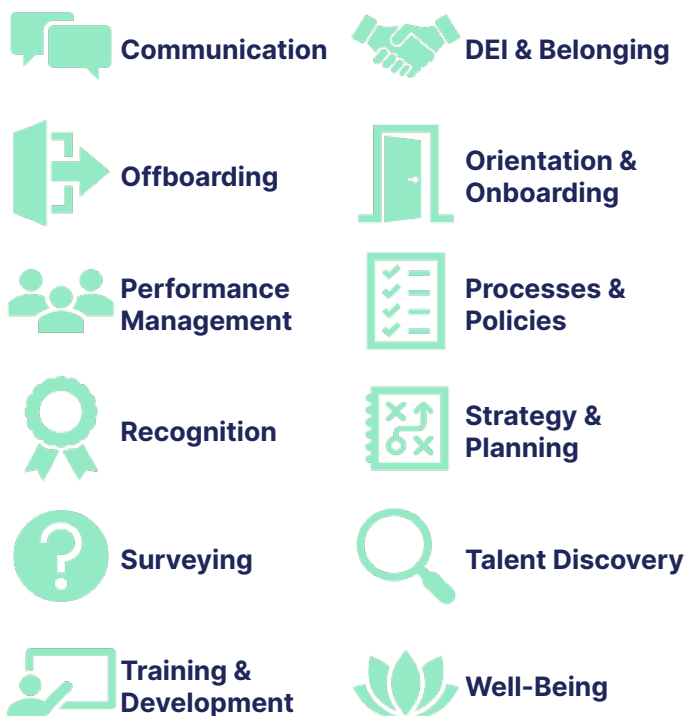 Communication
DEI & Belonging
Offboarding
Orientation &
Onboarding
Performance
Management
Processes &
Policies
Recognition
Strategy &
Planning
Surveying
Talent Discovery
Training &
Development
Well-Being